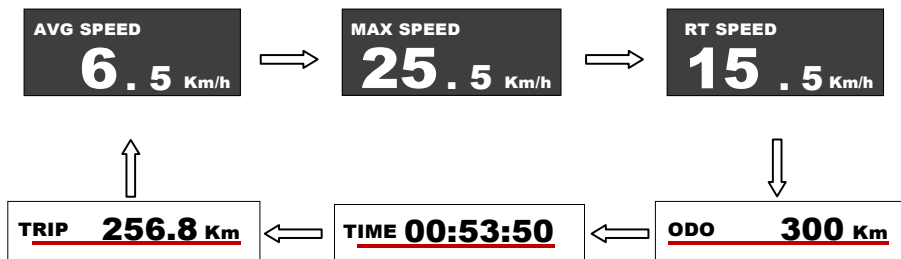 AVG SPEED
6.5 Km/h
MAX SPEED
25.5 Km/h
RT SPEED
15.5 Km/h
TRIP 256.8 Km
TIME 00:53:50
ODO 300 Km